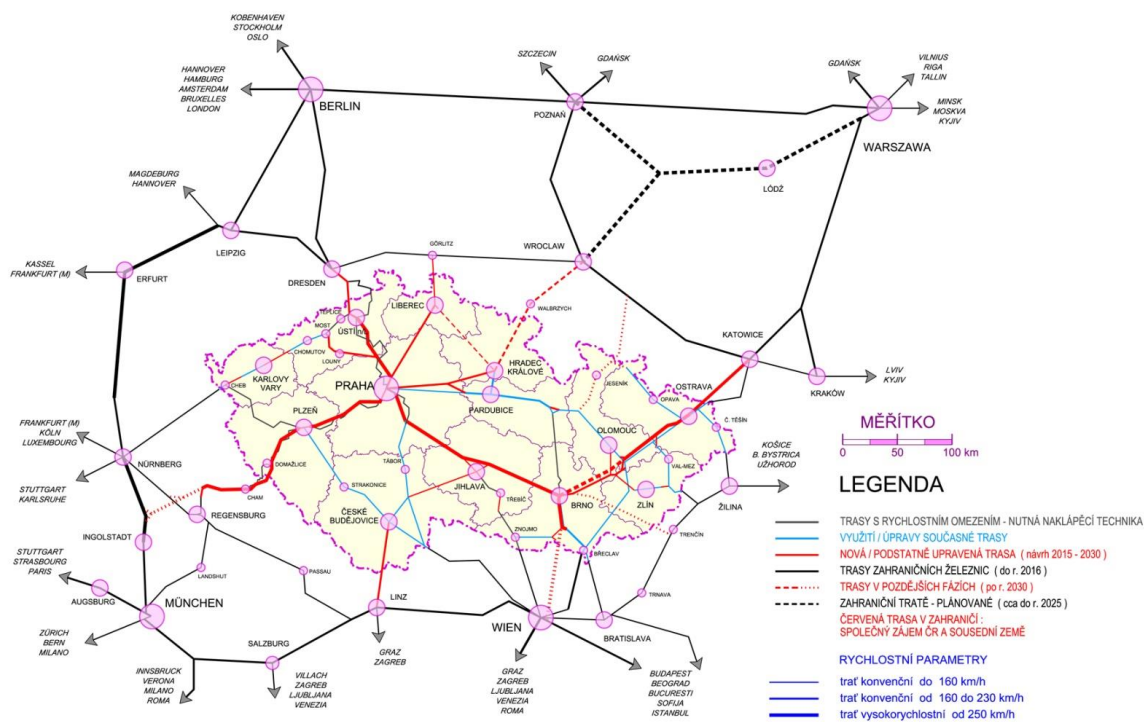 KOBENHAVEN
STOCKHOLM
OSLO
HANNOVER
HAMBURG
AMSTERDAM
BRUXELLES
LONDON
BERLIN
SZCZECIN
GDAŃSK
POZNAŃ
GDAŃSK
VILNIUS
RIGA
TALLIN
MINSK
MOSKVA
KYJIV
WARSZAWA
LÓDŹ
MAGDEBURG
HANNOVER
LEIPZIG
KASSEL
FRANKFURT (M)
ERFURT
DRESDEN
GÖRLITZ
WROCLAW
WALBRZYCH
LIBEREC
TEPLICE
ÚSTÍ n/L
MOST
CHOMUTOV
LOUNY
KARLOVY
VARY
CHEB
PRAHA
HRADEC
KRÁLOVÉ
PARDUBICE
JESENÍK
KATOWICE
KRAKÓW
LVIV
KYJIV
OPAVA
OSTRAVA
Č. TĚŠÍN
OLOMOUC
VAL-MEZ
ZLÍN
KOŠICE
B. BYSTRICA
UŽHOROD
ŽILINA
FRANKFURT (M)
KÖLN
LUXEMBOURG
NÜRNBERG
STUTTGART
KARLSRUHE
PLZEŇ
DOMAŽLICE
CHAM
STRAKONICE
TÁBOR
JIHLAVA
TŘEBÍČ
BRNO
ČESKÉ
BUDĚJOVICE
ZNOJMO
BŘECLAV
TRENČÍN
TRNAVA
REGENSBURG
INGOLSTADT
STUTTGART
STRASBOURG
PARIS
AUGSBURG
LANDSHUT
PASSAU
MÜNCHEN
ZÜRICH
BERN
MILANO
INNSBRUCK
VERONA
MILANO
ROMA
SALZBURG
VILLACH
ZAGREB
LJUBLJANA
VENEZIA
LINZ
GRAZ
ZAGREB
WIEN
GRAZ
ZAGREB
LJUBLJANA
VENEZIA
ROMA
BRATISLAVA
BUDAPEST
BEOGRAD
BUCURESTI
SOFIJA
ISTANBUL
MĚŘÍTKO
0 50 100 km
LEGENDA
TRASY S RYCHLOSTNÍM OMEZENÍM - NUTNÁ NAKLÁPĚCÍ TECHNIKA
VYUŽITÍ / ÚPRAVY SOUČASNÉ TRASY
NOVÁ / PODSTATNĚ UPRAVENÁ TRASA ( návrh 2015 - 2030 )
TRASY ZAHRANIČNÍCH ŽELEZNIC ( do r. 2016 )
TRASY V POZDĚJŠÍCH FÁZÍCH ( po r. 2030 )
ZAHRANIČNÍ TRATĚ - PLÁNOVANÉ ( cca do r. 2025 )
ČERVENÁ TRASA V ZAHRANIČÍ :
SPOLEČNÝ ZÁJEM ČR A SOUSEDNÍ ZEMĚ
RYCHLOSTNÍ PARAMETRY
trať konvenční do 160 km/h
trať konvenční od 160 do 230 km/h
trať vysokorychlostní od 250 km/h